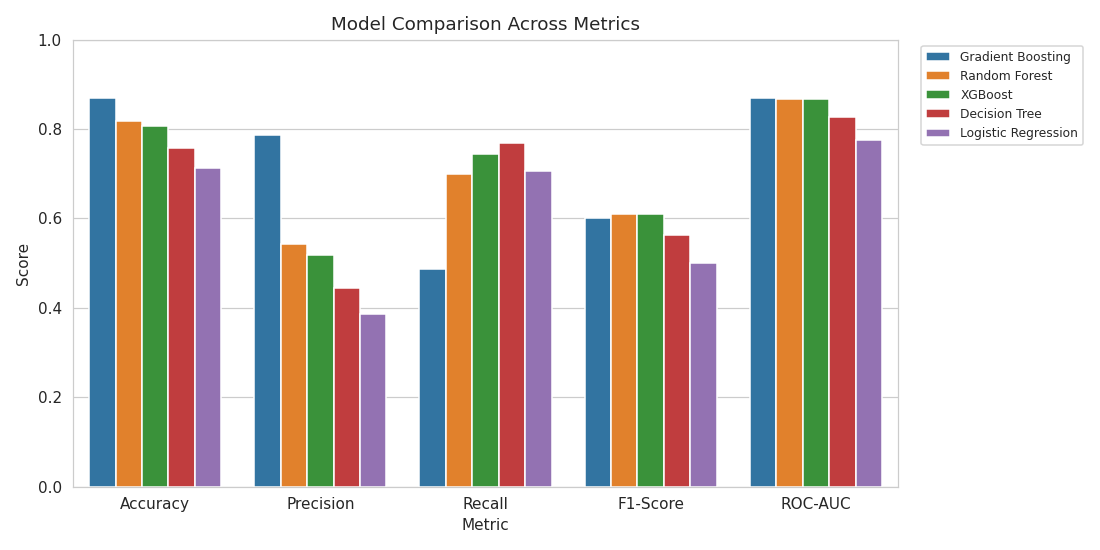 Model Comparison Across Metrics
1.0
0.8
0.6
0.4
0.2
0.0
Score
Accuracy
Precision
Recall
F1-Score
ROC-AUC
Metric
Gradient Boosting
Random Forest
XGBoost
Decision Tree
Logistic Regression